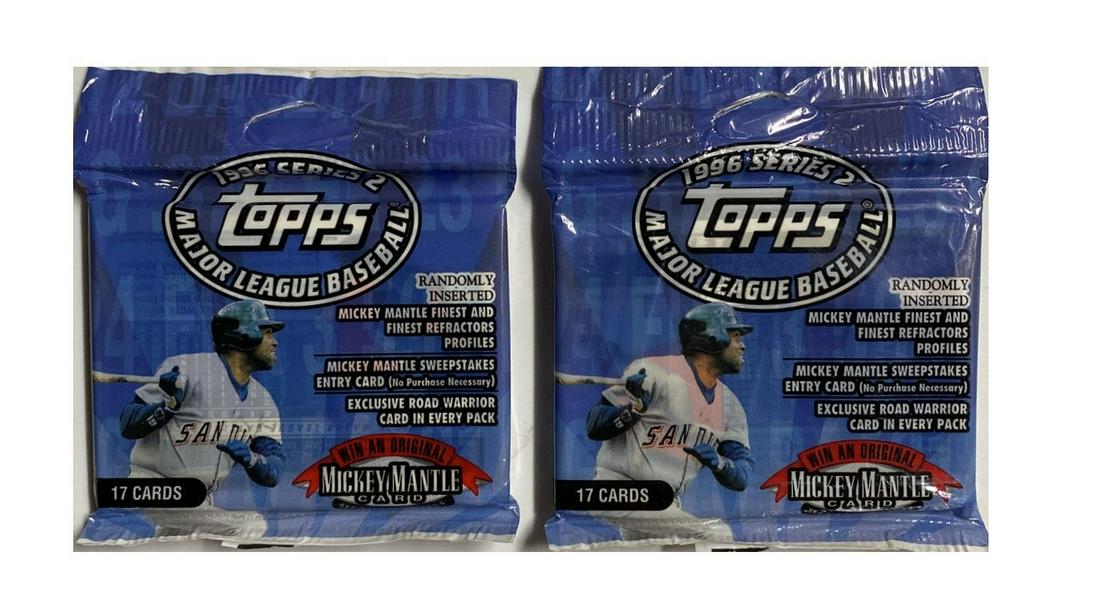 1996 SERIES 2
TOPPS
MAJOR LEAGUE BASEBALL
RANDOMLY
INSERTED
MICKEY MANTLE FINEST AND
FINEST REFRACTORS
PROFILES
MICKEY MANTLE SWEEPSTAKES
ENTRY CARD (No Purchase Necessary)
EXCLUSIVE ROAD WARRIOR
CARD IN EVERY PACK
SAN DI
WIN AN ORIGINAL
MICKEY MANTLE
CARD
17 CARDS
1996 SERIES 2
TOPPS
®
MAJOR LEAGUE BASEBALL
RANDOMLY
INSERTED
MICKEY MANTLE FINEST AND
FINEST REFRACTORS
PROFILES
MICKEY MANTLE SWEEPSTAKES
ENTRY CARD (No Purchase Necessary)
EXCLUSIVE ROAD WARRIOR
CARD IN EVERY PACK
SAN DI
WIN AN ORIGINAL
MICKEY MANTLE
CARD
17 CARDS